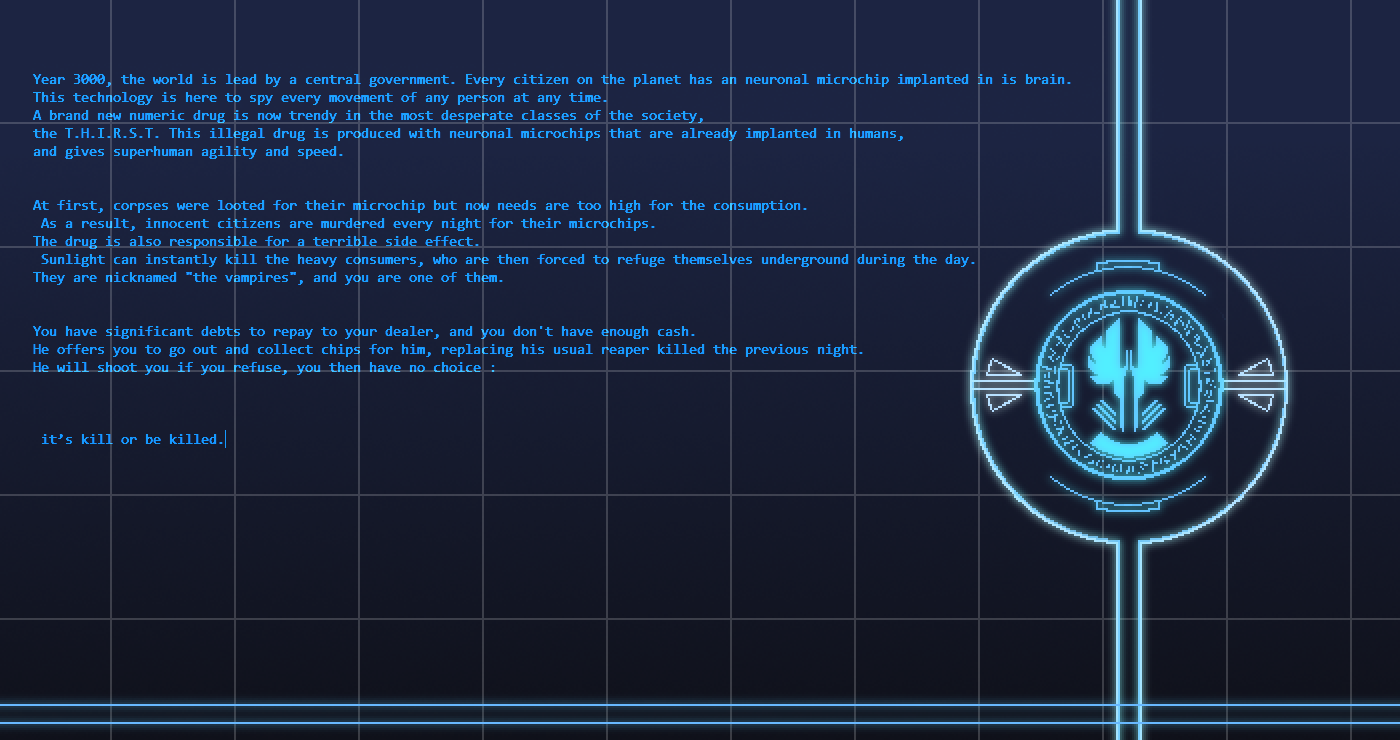 Year 3000, the world is lead by a central government. Every citizen on the planet has an neuronal microchip implanted in is brain.
This technology is here to spy every movement of any person at any time.
A brand new numeric drug is now trendy in the most desperate classes of the society,
the T.H.I.R.S.T. This illegal drug is produced with neuronal microchips that are already implanted in humans,
and gives superhuman agility and speed.
At first, corpses were looted for their microchip but now needs are too high for the consumption.
As a result, innocent citizens are murdered every night for their microchips.
The drug is also responsible for a terrible side effect.
Sunlight can instantly kill the heavy consumers, who are then forced to refuge themselves underground during the day.
They are nicknamed "the vampires", and you are one of them.
You have significant debts to repay to your dealer, and you don't have enough cash.
He offers you to go out and collect chips for him, replacing his usual reaper killed the previous night.
He will shoot you if you refuse, you then have no choice :
it’s kill or be killed.